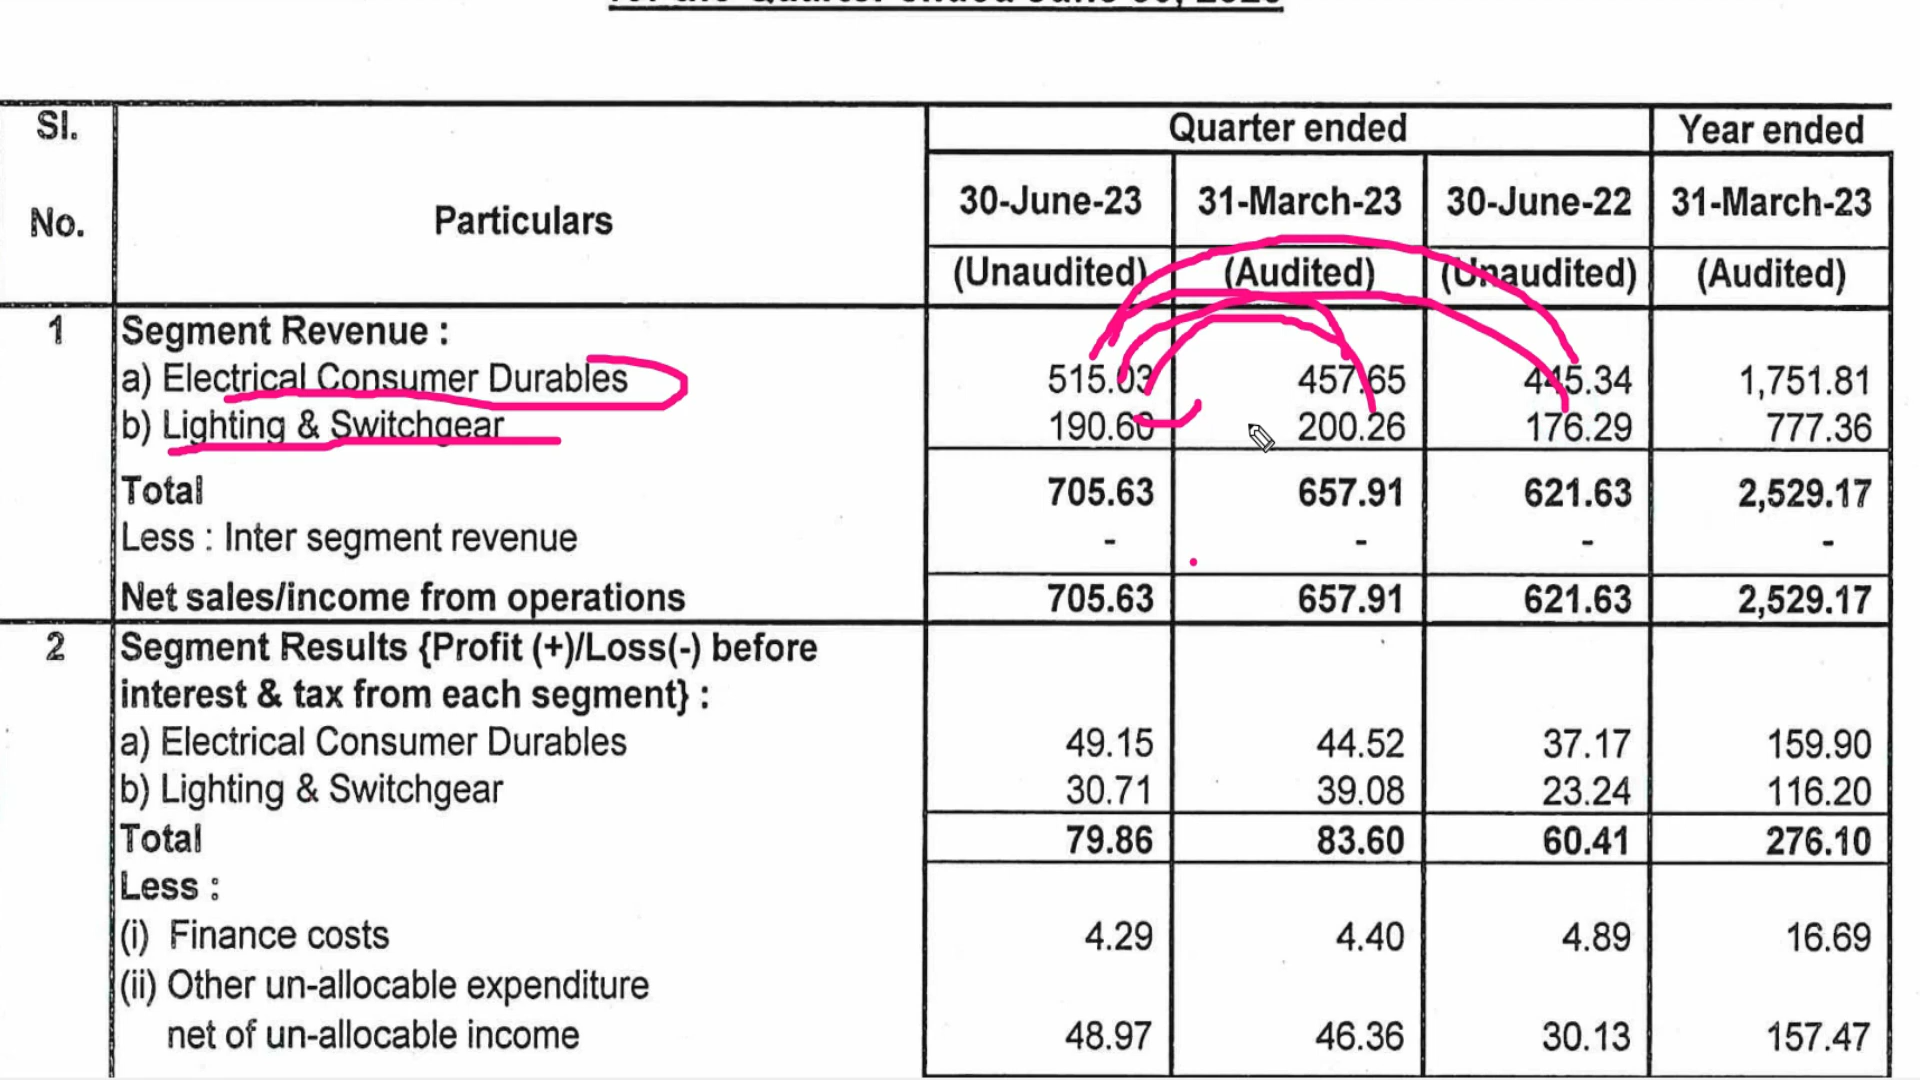 for the Quarter ended June 30, 2023
Sl. No. Particulars Quarter ended Year ended
30-June-23 31-March-23 30-June-22 31-March-23
(Unaudited) (Audited) (Unaudited) (Audited)
1 Segment Revenue :
a) Electrical Consumer Durables 515.03 457.65 445.34 1,751.81
b) Lighting & Switchgear 190.60 200.26 176.29 777.36
Total 705.63 657.91 621.63 2,529.17
Less : Inter segment revenue - - - -
Net sales/income from operations 705.63 657.91 621.63 2,529.17
2 Segment Results {Profit (+)/Loss(-) before
interest & tax from each segment} :
a) Electrical Consumer Durables 49.15 44.52 37.17 159.90
b) Lighting & Switchgear 30.71 39.08 23.24 116.20
Total 79.86 83.60 60.41 276.10
Less :
(i) Finance costs 4.29 4.40 4.89 16.69
(ii) Other un-allocable expenditure
net of un-allocable income 48.97 46.36 30.13 157.47